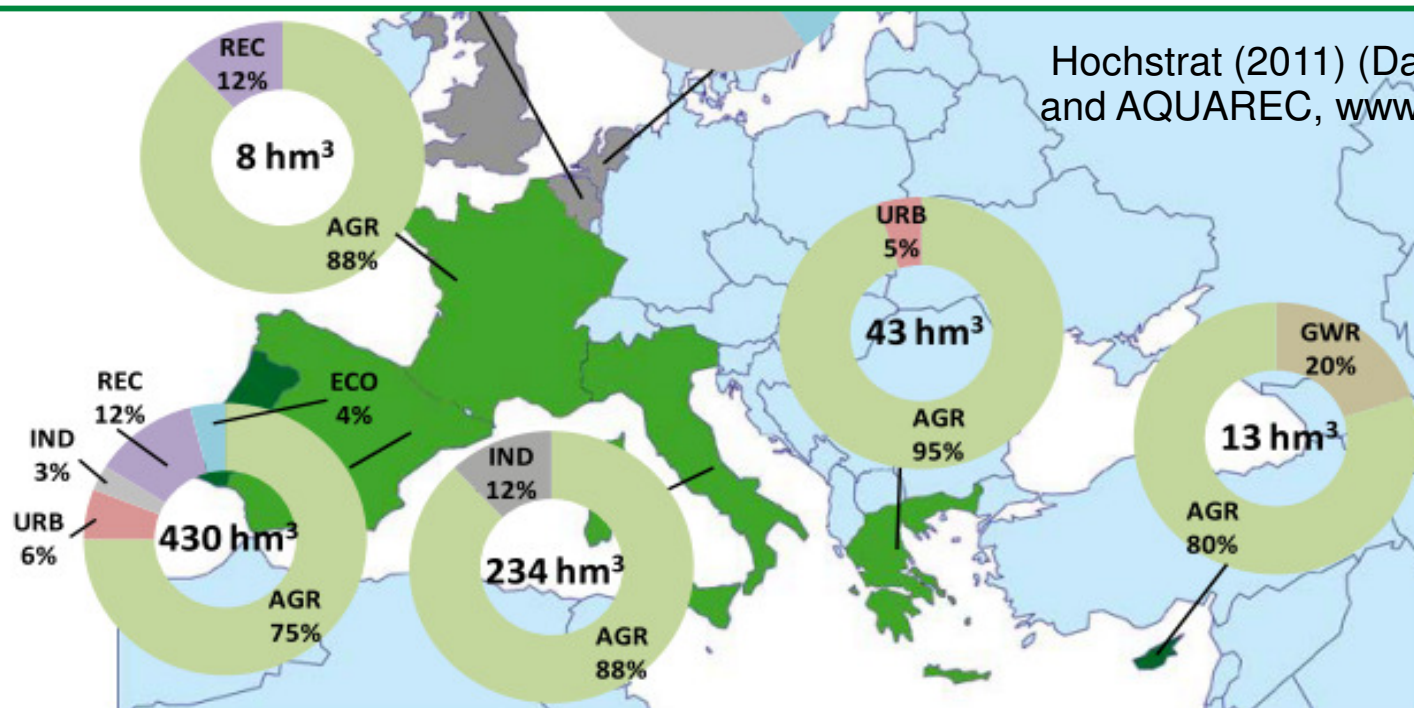 Hochstrat (2011) (Da
and AQUAREC, www
REC
12%
8 hm³
AGR
88%
URB
5%
43 hm³
AGR
95%
GWR
20%
13 hm³
AGR
80%
REC
12%
ECO
4%
IND
3%
URB
6%
430 hm³
AGR
75%
IND
12%
234 hm³
AGR
88%